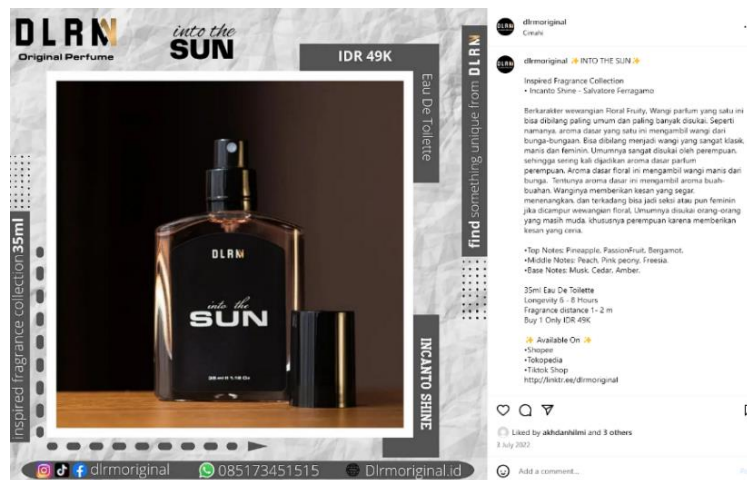 DLRM
Original Perfume
into the
SUN
IDR 49K
Eau De Toilette
find something unique from DLRM
inspired fragrance collection 35ml
DLRM
into the
SUN
INCANTO SHINE
dlrmoriginal
085173451515
Dlrmoriginal.id
dlrmoriginal
Cimahi
dlrmoriginal ✨ INTO THE SUN ✨
Inspired Fragrance Collection
• Incanto Shine - Salvatore Ferragamo
Berkarakter wewangian Floral Fruity, Wangi parfum yang satu ini
bisa dibilang paling umum dan paling banyak disukai. Seperti
namanya, aroma dasar yang satu ini mengambil wangi dari
bunga-bungaan. Bisa dibilang menjadi wangi yang sangat klasik,
manis dan feminin. Umumnya sangat disukai oleh perempuan,
sehingga sering kali dijadikan aroma dasar parfum
perempuan. Aroma dasar floral ini mengambil wangi manis dari
bunga. Tentunya aroma dasar ini mengambil aroma buah-
buahan. Wanginya memberikan kesan yang segar,
menenangkan, dan terkadang bisa jadi seksi atau pun feminin
jika dicampur wewangian floral. Umumnya disukai orang-orang
yang masih muda, khususnya perempuan karena memberikan
kesan yang ceria.
•Top Notes: Pineapple, PassionFruit, Bergamot.
•Middle Notes: Peach, Pink peony, Freesia.
•Base Notes: Musk, Cedar, Amber.
35ml Eau De Toilette
Longevity 6 - 8 Hours
Fragrance distance 1- 2 m
Buy 1 Only IDR 49K
✨ Available On ✨
•Shopee
•Tokopedia
•Tiktok Shop
http://linktr.ee/dlrmoriginal
Liked by akhdanhilmi and 3 others
3 July 2022
Add a comment...